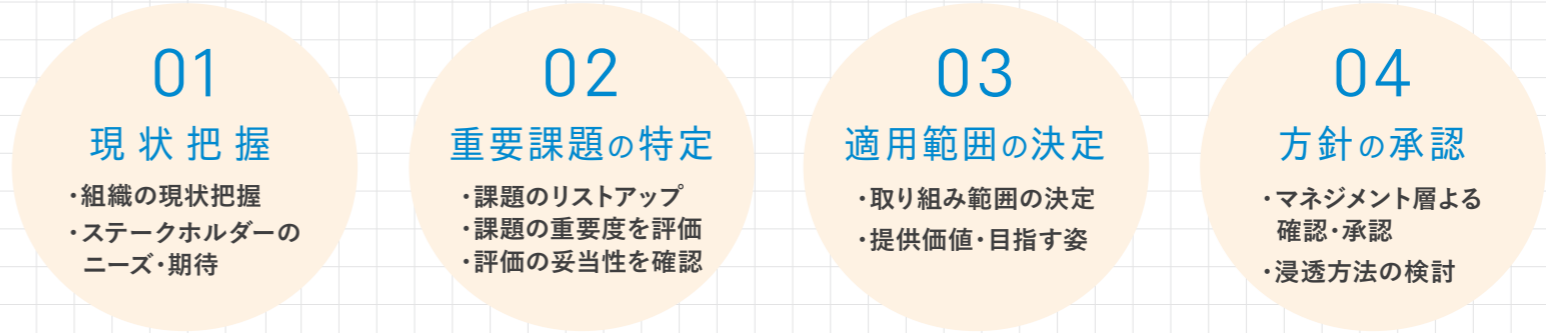 01
現状把握
・組織の現状把握
・ステークホルダーの
ニーズ・期待
02
重要課題の特定
・課題のリストアップ
・課題の重要度を評価
・評価の妥当性を確認
03
適用範囲の決定
・取り組み範囲の決定
・提供価値・目指す姿
04
方針の承認
・マネジメント層よる
確認・承認
・浸透方法の検討